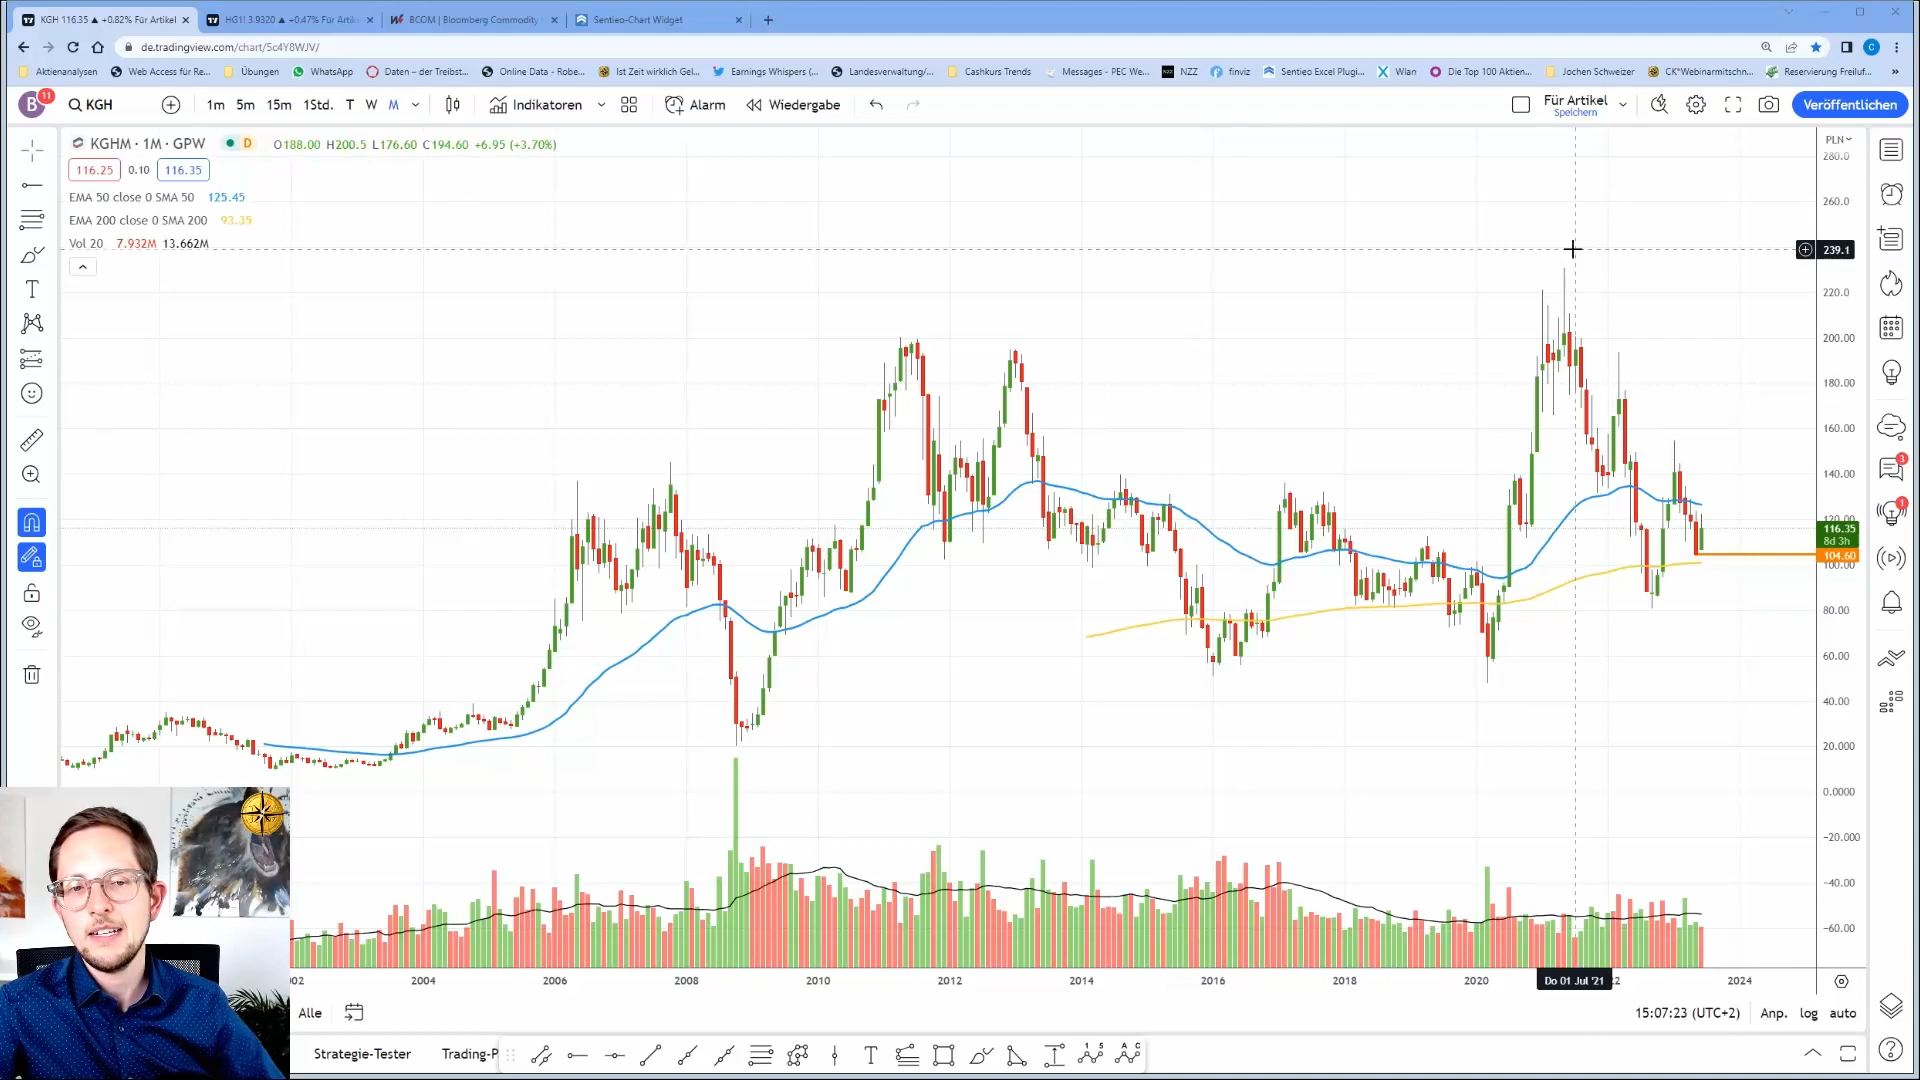 KGH 116.35 ▲ +0.82% Für Artikel
HG1! 3.9320 ▲ +0.47% Für Artik
BCOM | Bloomberg Commodity
Sentieo-Chart Widget
de.tradingview.com/chart/5c4Y8WJV/
C
Aktienanalysen
Web Access für Re...
Übungen
WhatsApp
Daten – der Treibst...
Online Data - Robe...
Ist Zeit wirklich Gel...
Earnings Whispers (...
Landesverwaltung/...
Cashkurs Trends
Messages - PEC We...
NZZ
NZZ
finviz
Sentieo Excel Plugi...
Wlan
Die Top 100 Aktien...
Jochen Schweizer
CK*Webinarmitschn...
Reservierung Freiluf...
»
B
11
KGH
1m
5m
15m
1Std.
T
W
M
Indikatoren
Alarm
Wiedergabe
Für Artikel
Speichern
Veröffentlichen
KGHM · 1M · GPW
D
O188.00 H200.5 L176.60 C194.60 +6.95 (+3.70%)
116.25
0.10
116.35
EMA 50 close 0 SMA 50 125.45
EMA 200 close 0 SMA 200 93.35
Vol 20 7.932M 13.662M
PLN
280.0
260.0
239.1
220.0
200.00
180.00
160.00
140.00
120.00
116.35
8d 3h
104.60
100.00
80.00
60.00
40.00
20.000
0.0000
−20.000
−40.00
−60.00
3
1
002
2004
2006
2008
2010
2012
2014
2016
2018
2020
Do 01 Jul '21
22
2024
Alle
15:07:23 (UTC+2)
Anp.
log
auto
Strategie-Tester
Trading-P
T
1 5
A C